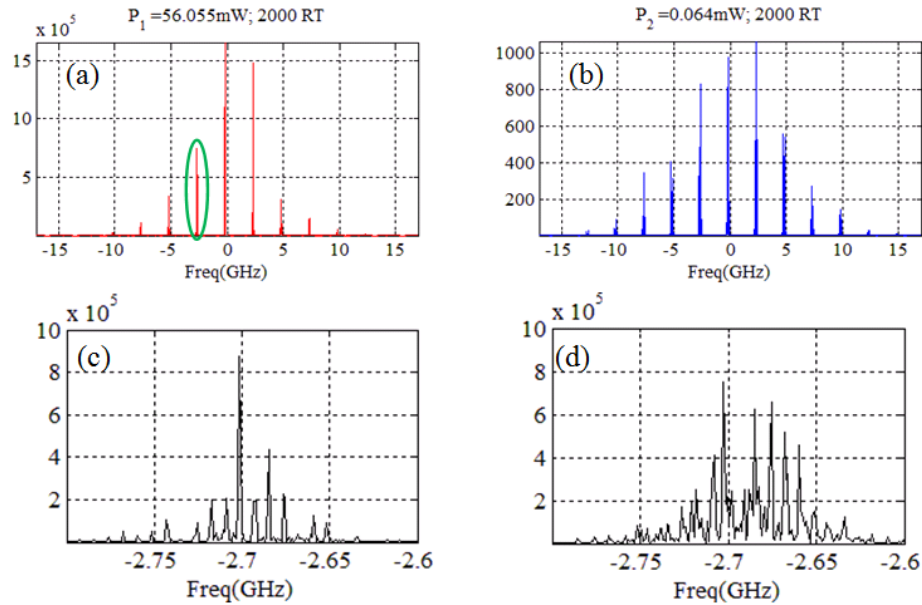 P1 =56.055mW; 2000 RT
x 10^5
15
10
5
(a)
-15 -10 -5 0 5 10 15
Freq(GHz)
P2 =0.064mW; 2000 RT
1000
800
600
400
200
(b)
-15 -10 -5 0 5 10 15
Freq(GHz)
x 10^5
10
8
6
4
2
(c)
-2.75 -2.7 -2.65 -2.6
Freq(GHz)
x 10^5
10
8
6
4
2
(d)
-2.75 -2.7 -2.65 -2.6
Freq(GHz)